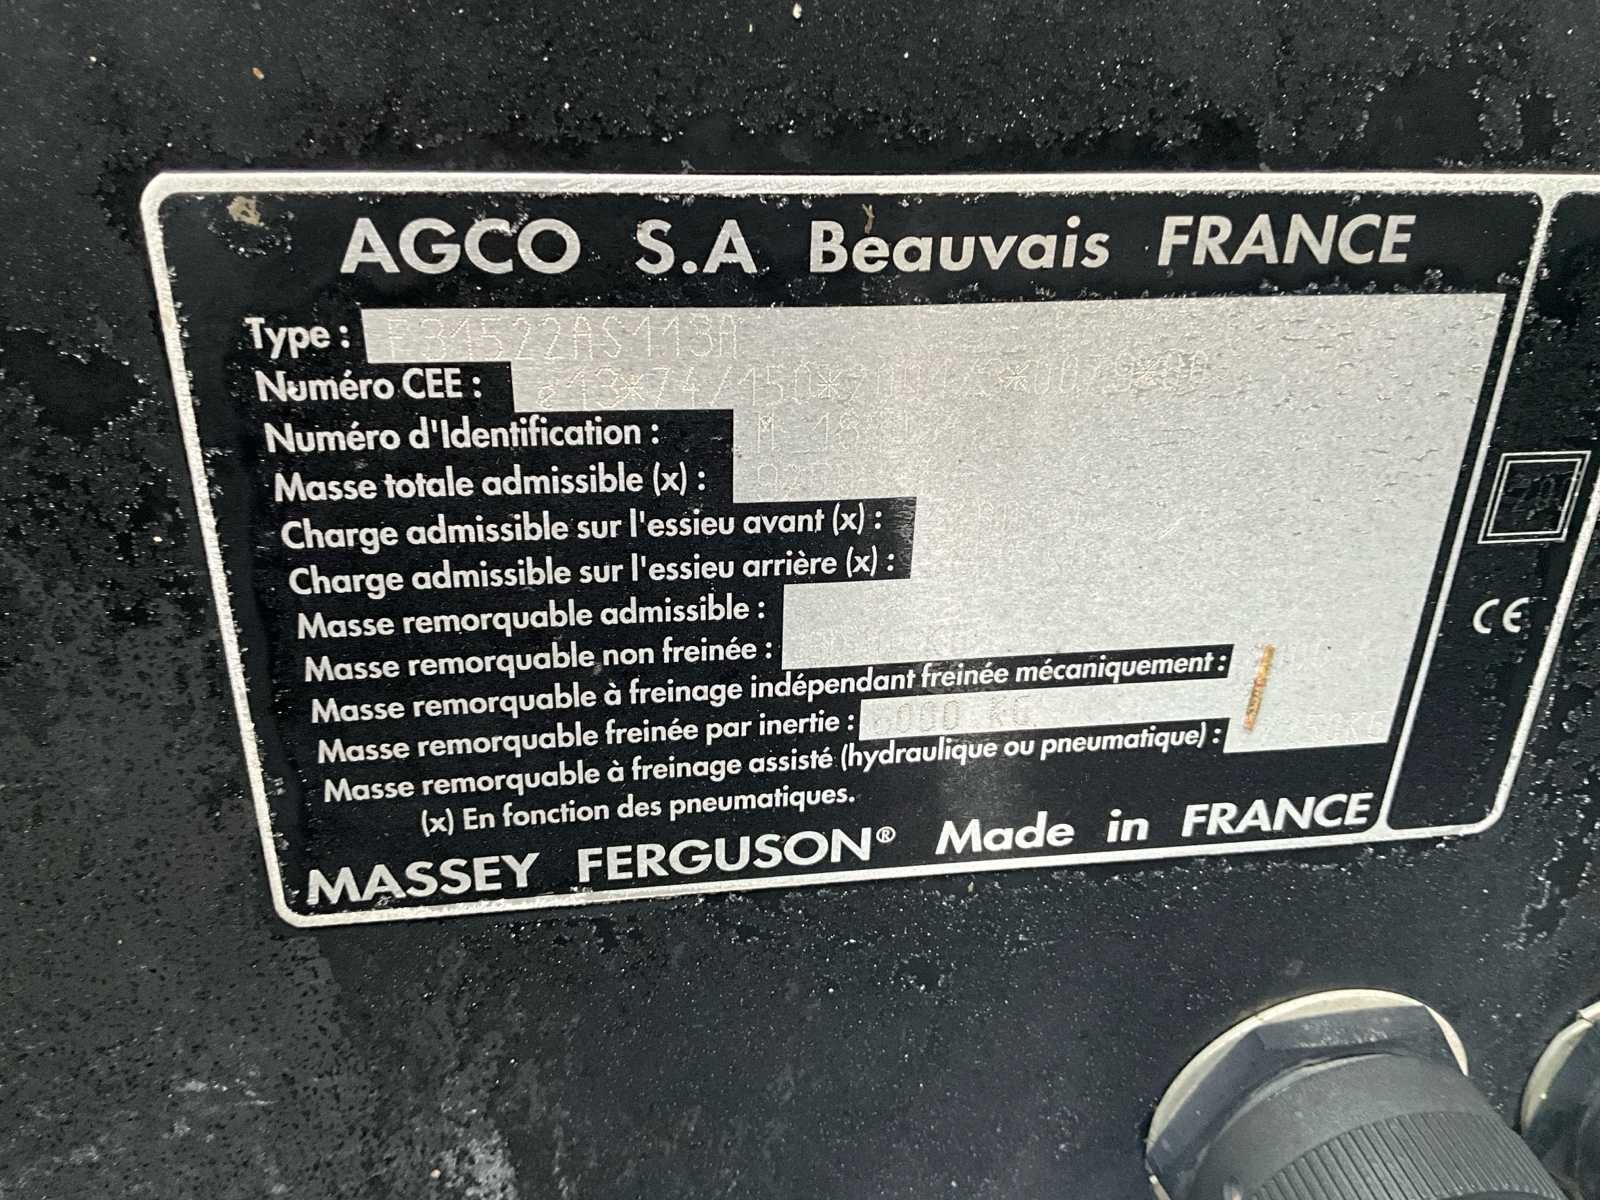 AGCO S.A Beauvais FRANCE
Type : E31522AS113A
Numéro CEE :
Numéro d'Identification : M
Masse totale admissible (x) :
Charge admissible sur l'essieu avant (x) :
Charge admissible sur l'essieu arrière (x) :
Masse remorquable admissible :
Masse remorquable non freinée :
Masse remorquable à freinage indépendant freinée mécaniquement :
Masse remorquable freinée par inertie : KG
Masse remorquable à freinage assisté (hydraulique ou pneumatique) :
(x) En fonction des pneumatiques.
MASSEY FERGUSON® Made in FRANCE
CE